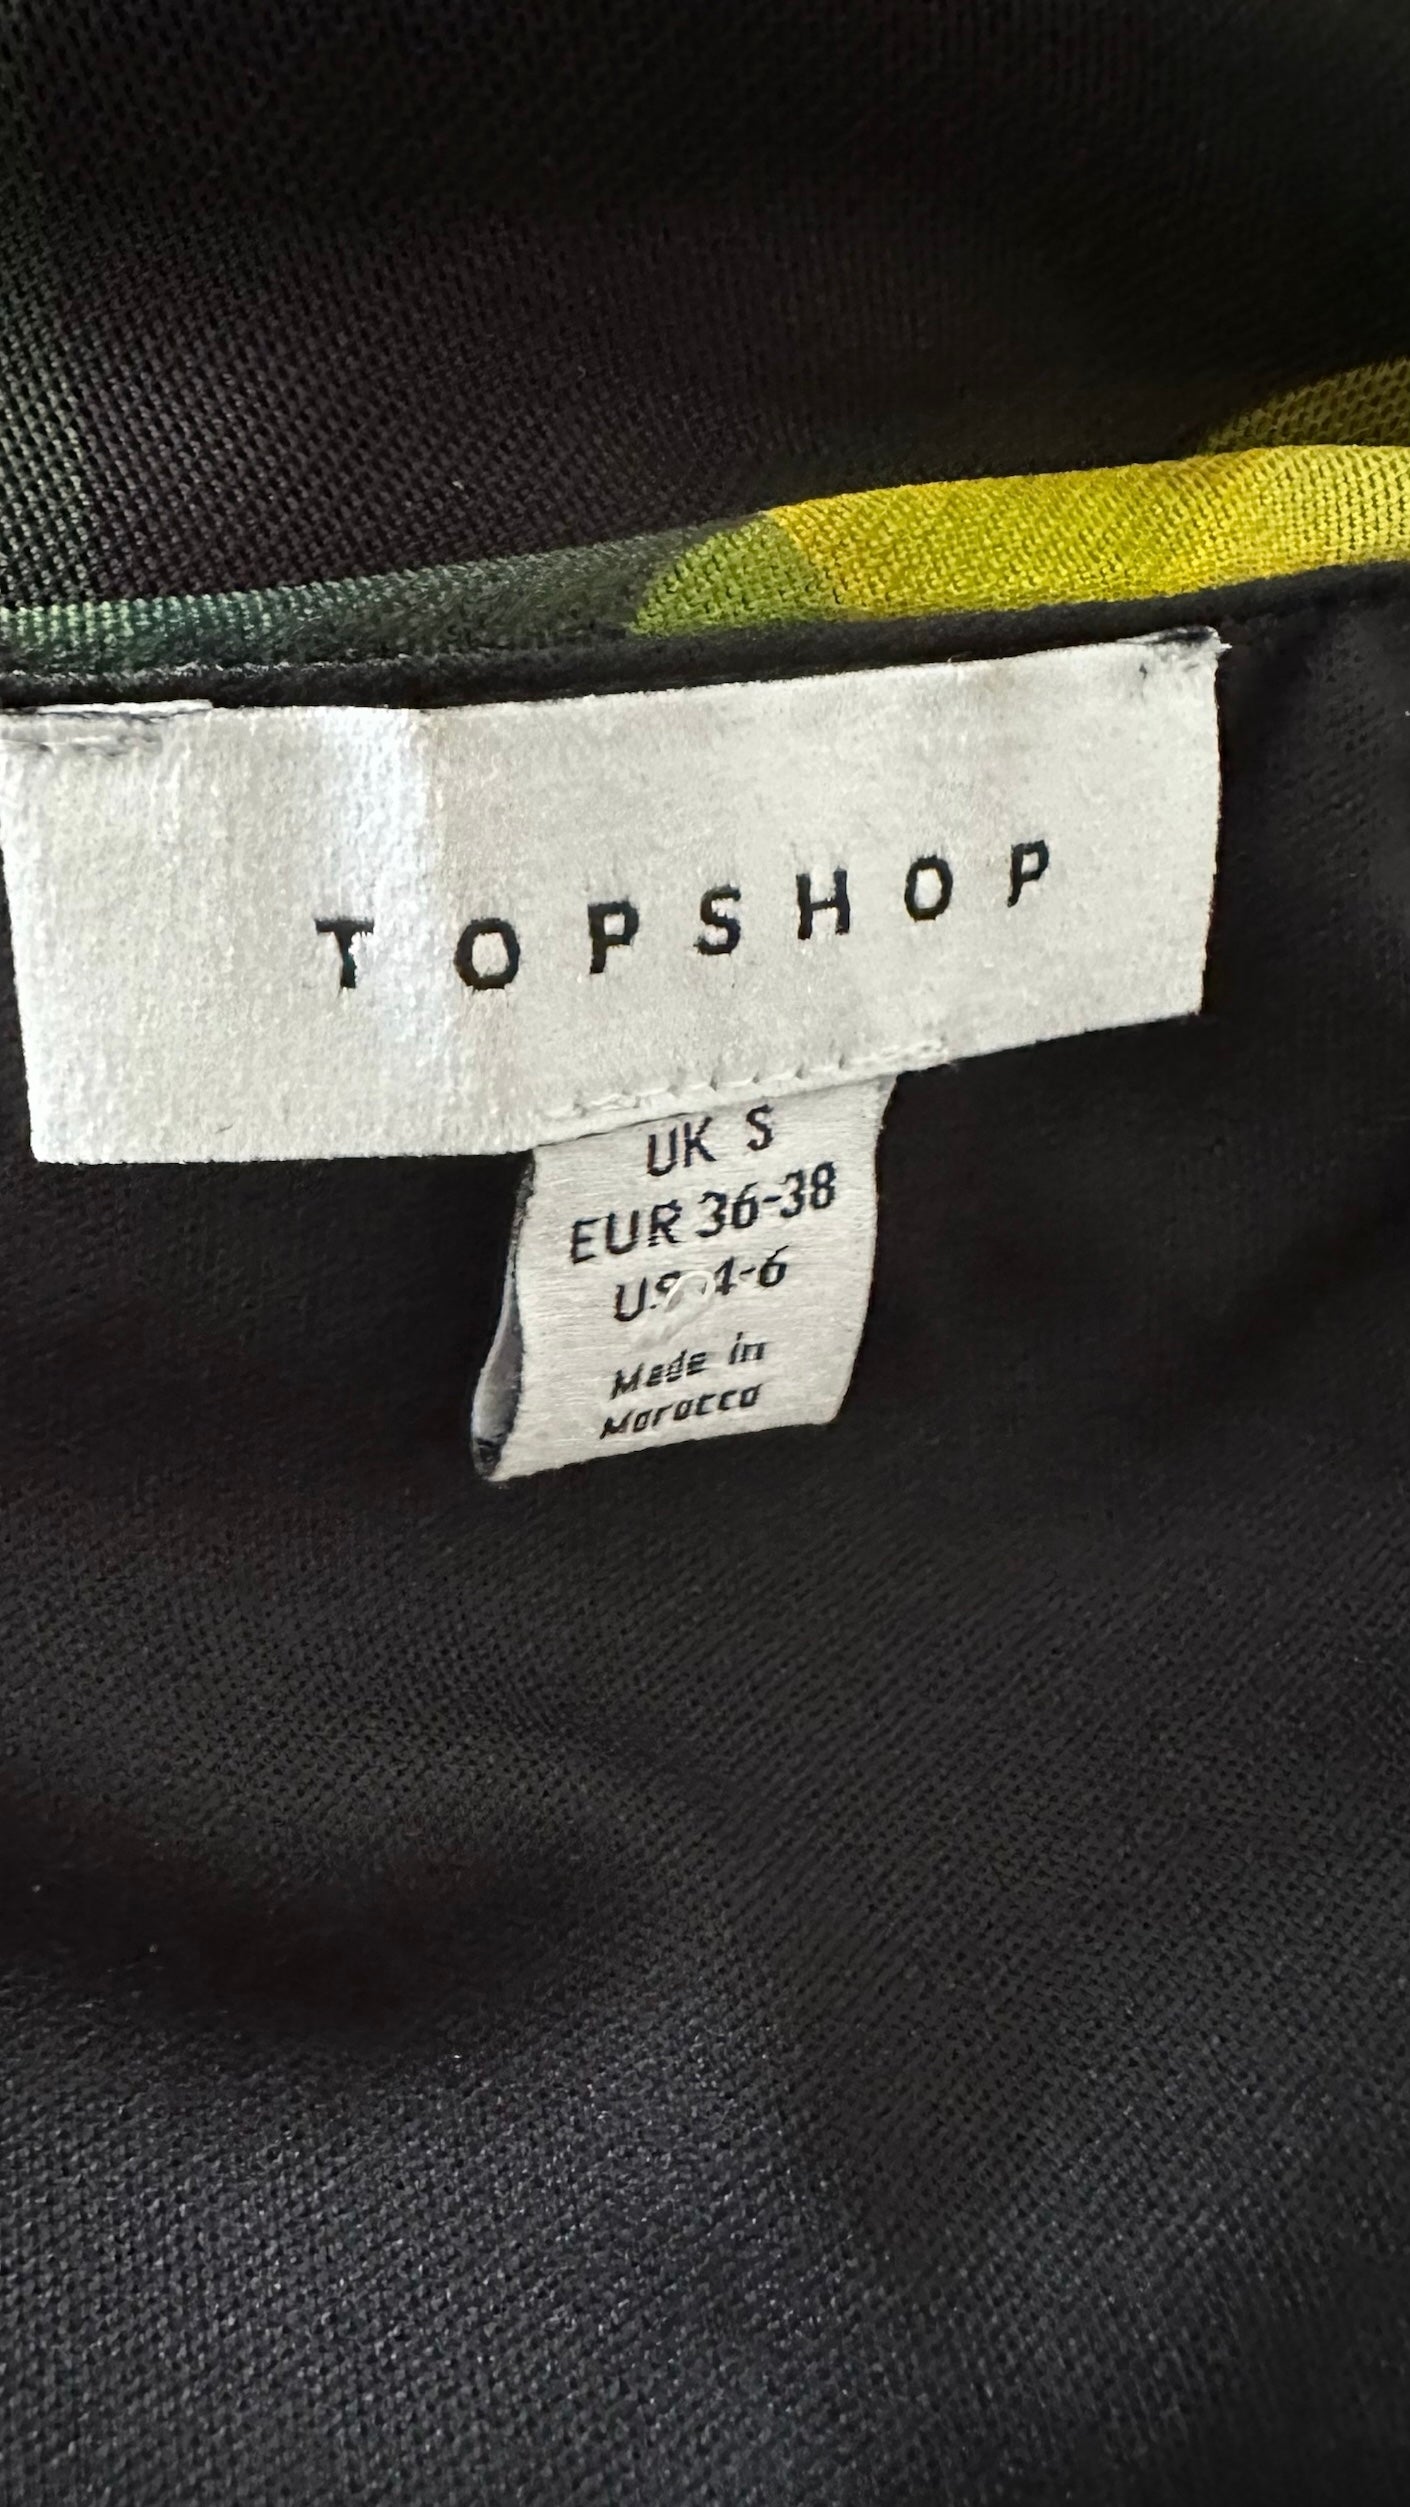 TOPSHOP
UK S
EUR 36-38
US 4-6
Made in
Morocco